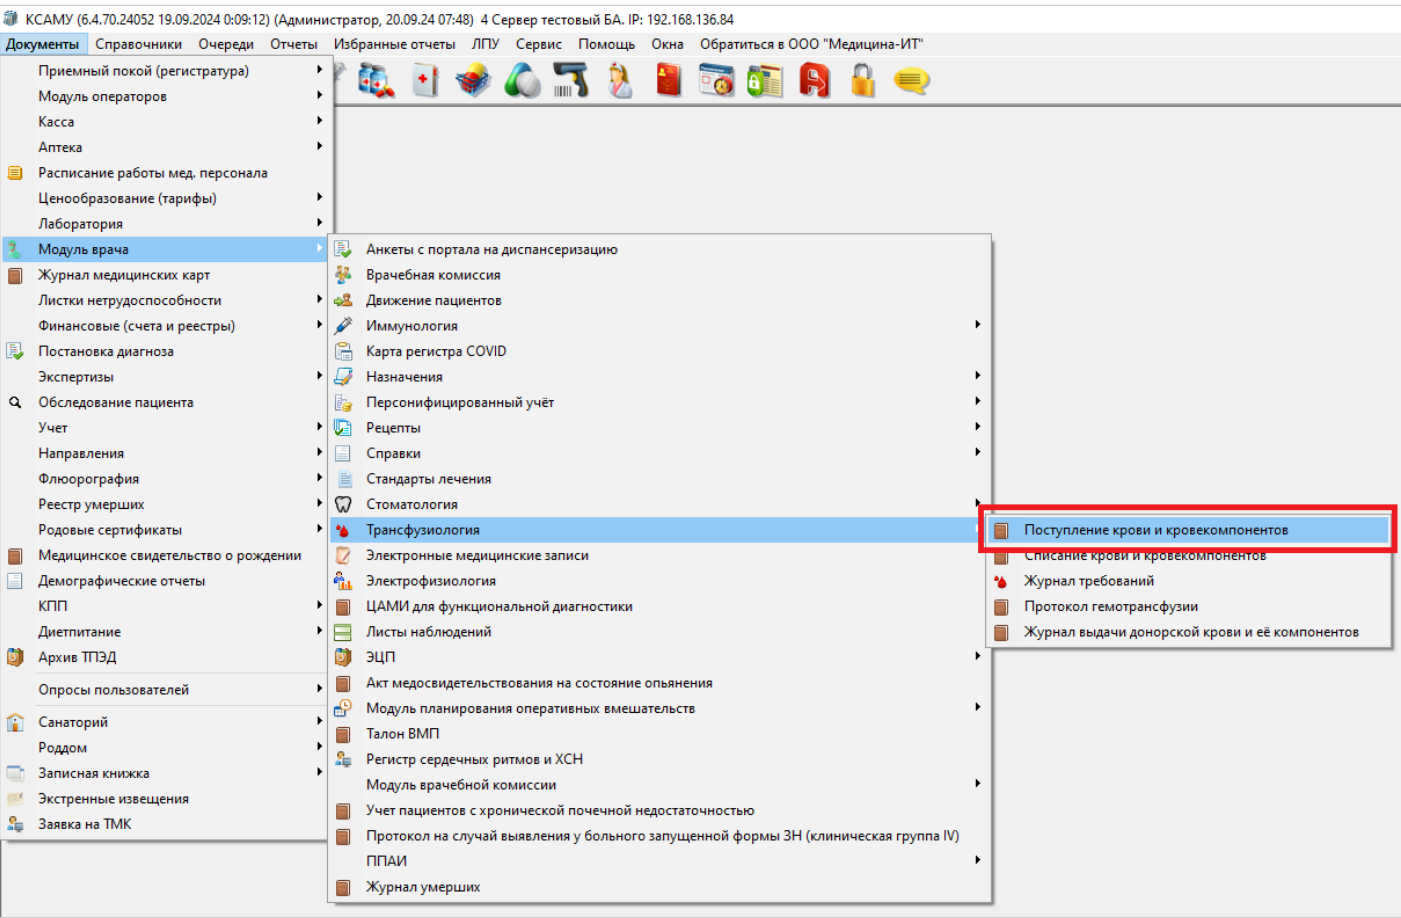 КСАМУ (6.4.70.24052 19.09.2024 0:09:12) (Администратор, 20.09.24 07:48) 4 Сервер тестовый БА. IP: 192.168.136.84
Документы Справочники Очереди Отчеты Избранные отчеты ЛПУ Сервис Помощь Окна Обратиться в ООО "Медицина-ИТ"
Приемный покой (регистратура)
Модуль операторов
Касса
Аптека
Расписание работы мед. персонала
Ценообразование (тарифы)
Лаборатория
Модуль врача
Журнал медицинских карт
Листки нетрудоспособности
Финансовые (счета и реестры)
Постановка диагноза
Экспертизы
Обследование пациента
Учет
Направления
Флюорография
Реестр умерших
Родовые сертификаты
Медицинское свидетельство о рождении
Демографические отчеты
КПП
Диетпитание
Архив ТПЭД
Опросы пользователей
Санаторий
Роддом
Записная книжка
Экстренные извещения
Заявка на ТМК
Анкеты с портала на диспансеризацию
Врачебная комиссия
Движение пациентов
Иммунология
Карта регистра COVID
Назначения
Персонифицированный учёт
Рецепты
Справки
Стандарты лечения
Стоматология
Трансфузиология
Электронные медицинские записи
Электрофизиология
ЦАМИ для функциональной диагностики
Листы наблюдений
ЭЦП
Акт медосвидетельствования на состояние опьянения
Модуль планирования оперативных вмешательств
Талон ВМП
Регистр сердечных ритмов и ХСН
Модуль врачебной комиссии
Учет пациентов с хронической почечной недостаточностью
Протокол на случай выявления у больного запущенной формы ЗН (клиническая группа IV)
ППАИ
Журнал умерших
Поступление крови и кровекомпонентов
Списание крови и кровекомпонентов
Журнал требований
Протокол гемотрансфузии
Журнал выдачи донорской крови и её компонентов